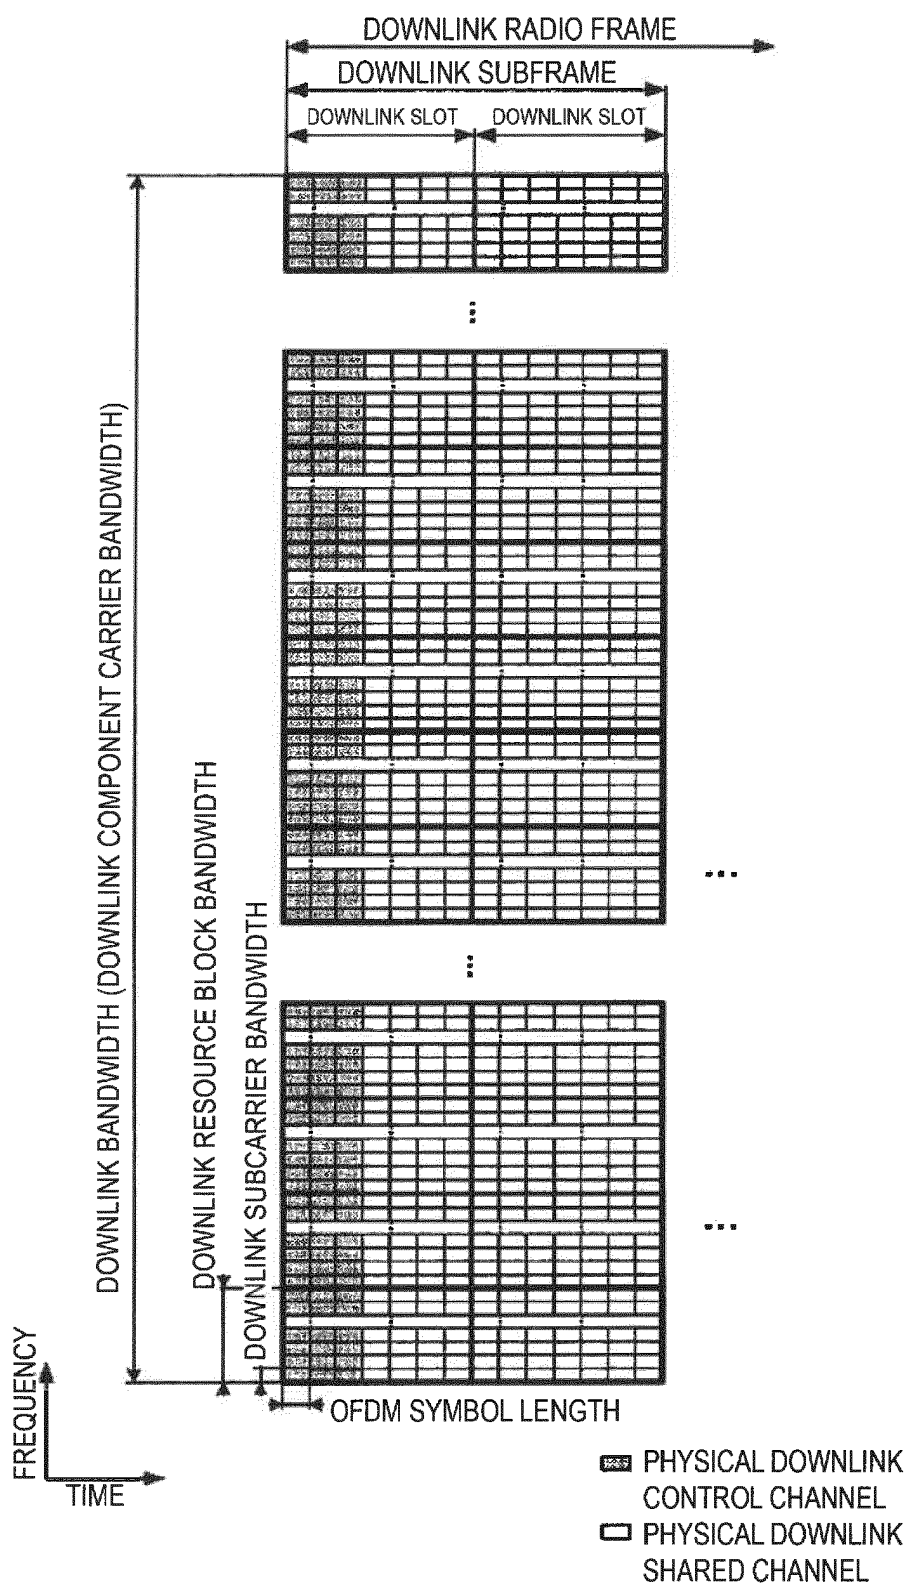 DOWNLINK RADIO FRAME
DOWNLINK SUBFRAME
DOWNLINK SLOT
DOWNLINK SLOT
DOWNLINK BANDWIDTH (DOWNLINK COMPONENT CARRIER BANDWIDTH)
DOWNLINK RESOURCE BLOCK BANDWIDTH
DOWNLINK SUBCARRIER BANDWIDTH
OFDM SYMBOL LENGTH
FREQUENCY
TIME
PHYSICAL DOWNLINK
CONTROL CHANNEL
PHYSICAL DOWNLINK
SHARED CHANNEL